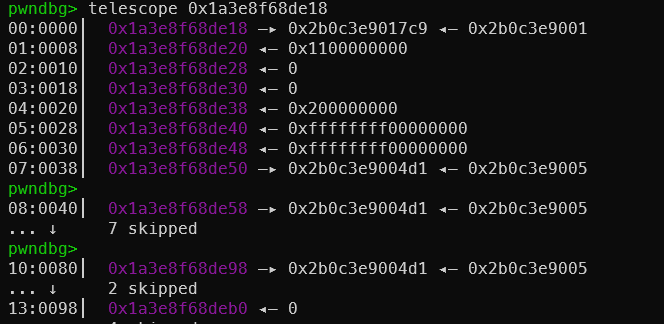 pwndbg> telescope 0x1a3e8f68de18
00:0000│  0x1a3e8f68de18 —▸ 0x2b0c3e9017c9 ◂— 0x2b0c3e9001
01:0008│  0x1a3e8f68de20 ◂— 0x1100000000
02:0010│  0x1a3e8f68de28 ◂— 0
03:0018│  0x1a3e8f68de30 ◂— 0
04:0020│  0x1a3e8f68de38 ◂— 0x200000000
05:0028│  0x1a3e8f68de40 ◂— 0xffffffff00000000
06:0030│  0x1a3e8f68de48 ◂— 0xffffffff00000000
07:0038│  0x1a3e8f68de50 —▸ 0x2b0c3e9004d1 ◂— 0x2b0c3e9005
pwndbg>
08:0040│  0x1a3e8f68de58 —▸ 0x2b0c3e9004d1 ◂— 0x2b0c3e9005
... ↓     7 skipped
pwndbg>
10:0080│  0x1a3e8f68de98 —▸ 0x2b0c3e9004d1 ◂— 0x2b0c3e9005
... ↓     2 skipped
13:0098│  0x1a3e8f68deb0 ◂— 0